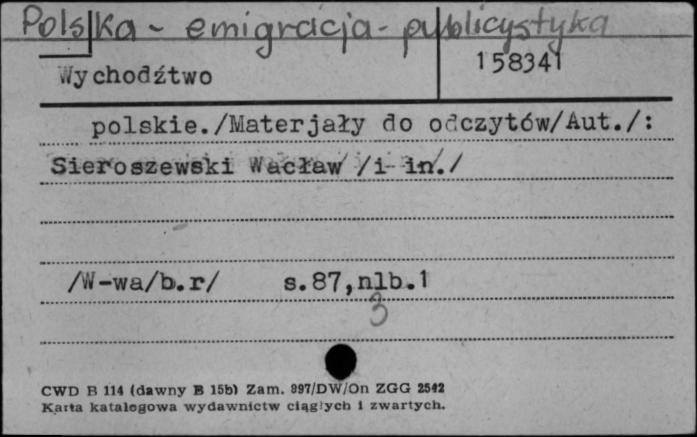 Polska - emigracja - publicystyka
158341
Wychodźtwo
polskie./Materjały do odczytów/Aut./:
Sieroszewski Wacław /i in./
/W-wa/b.r/ s.87,nlb.1
3
CWD B 114 (dawny B 15b) Zam. 997/DW/On ZGG 2542
Karta katalogowa wydawnictw ciągłych i zwartych.